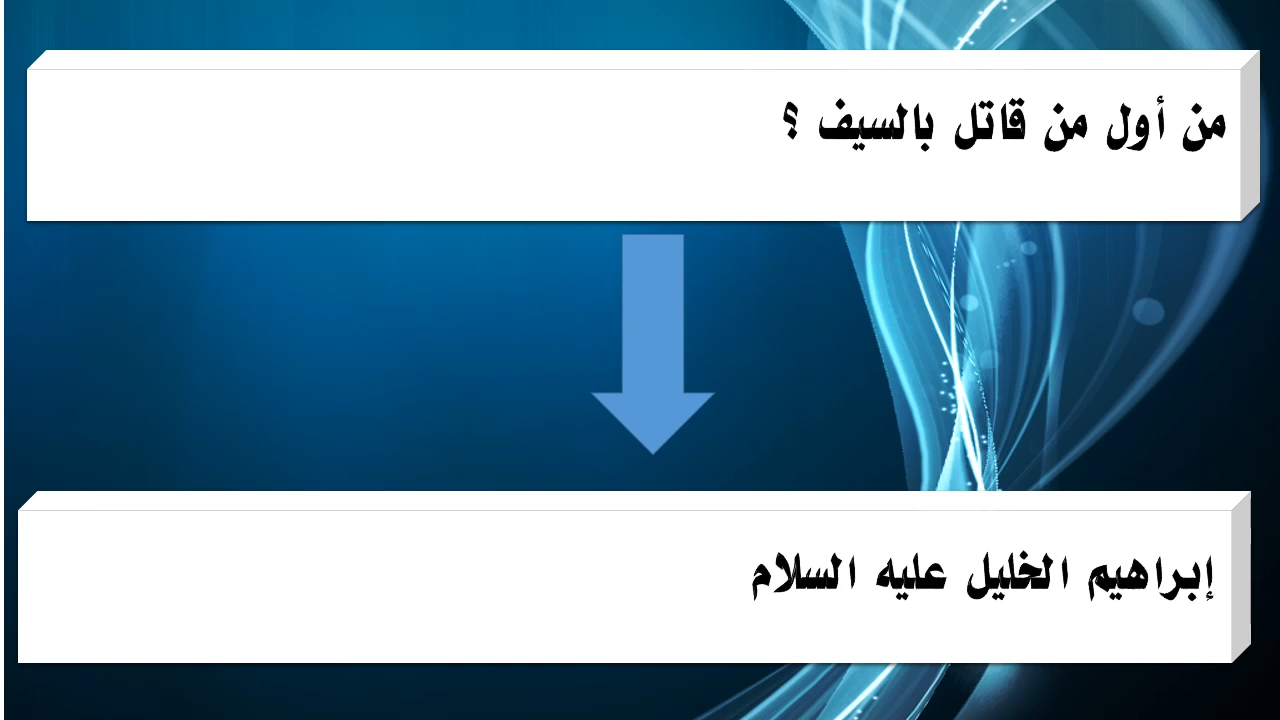 من أول من قاتل بالسيف ؟
إبراهيم الخليل عليه السلام